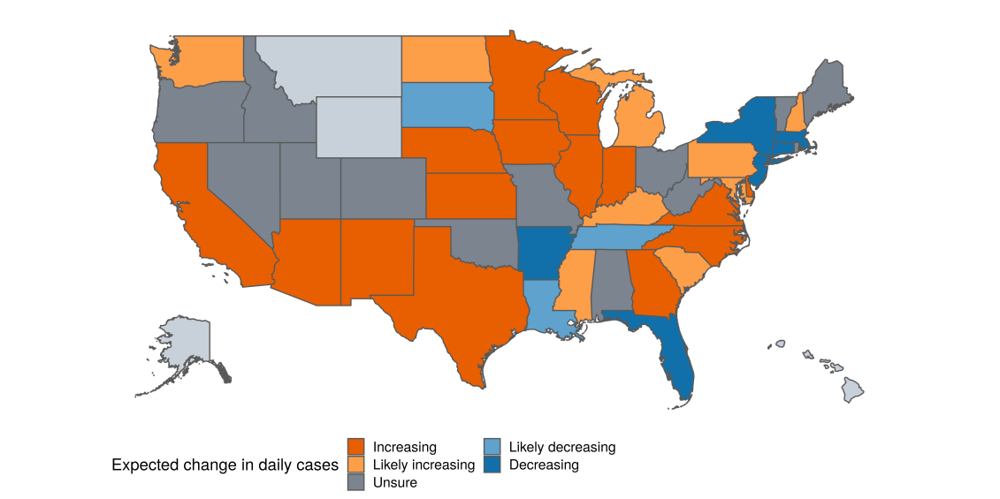 Expected change in daily cases
Increasing
Likely increasing
Unsure
Likely decreasing
Decreasing